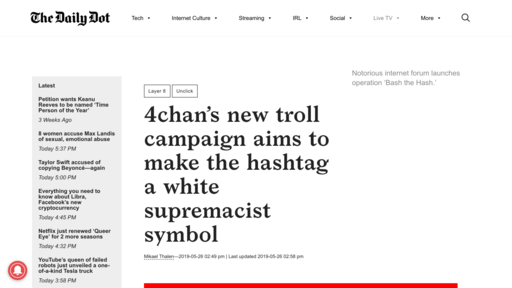 The Daily Dot
Tech Internet Culture Streaming IRL Social Live TV More
Notorious internet forum launches
operation ‘Bash the Hash.’
Latest
Petition wants Keanu
Reeves to be named ‘Time
Person of the Year’
3 Weeks Ago
8 women accuse Max Landis
of sexual, emotional abuse
Today 5:37 PM
Taylor Swift accused of
copying Beyoncé—again
Today 5:00 PM
Everything you need to
know about Libra,
Facebook’s new
cryptocurrency
Today 4:45 PM
Netflix just renewed ‘Queer
Eye’ for 2 more seasons
Today 4:32 PM
YouTube’s queen of failed
robots just unveiled a one-
of-a-kind Tesla truck
Today 3:58 PM
Layer 8 Unclick
4chan’s new troll
campaign aims to
make the hashtag
a white
supremacist
symbol
Mikael Thalen—2019-05-26 02:49 pm | Last updated 2019-05-26 02:58 pm